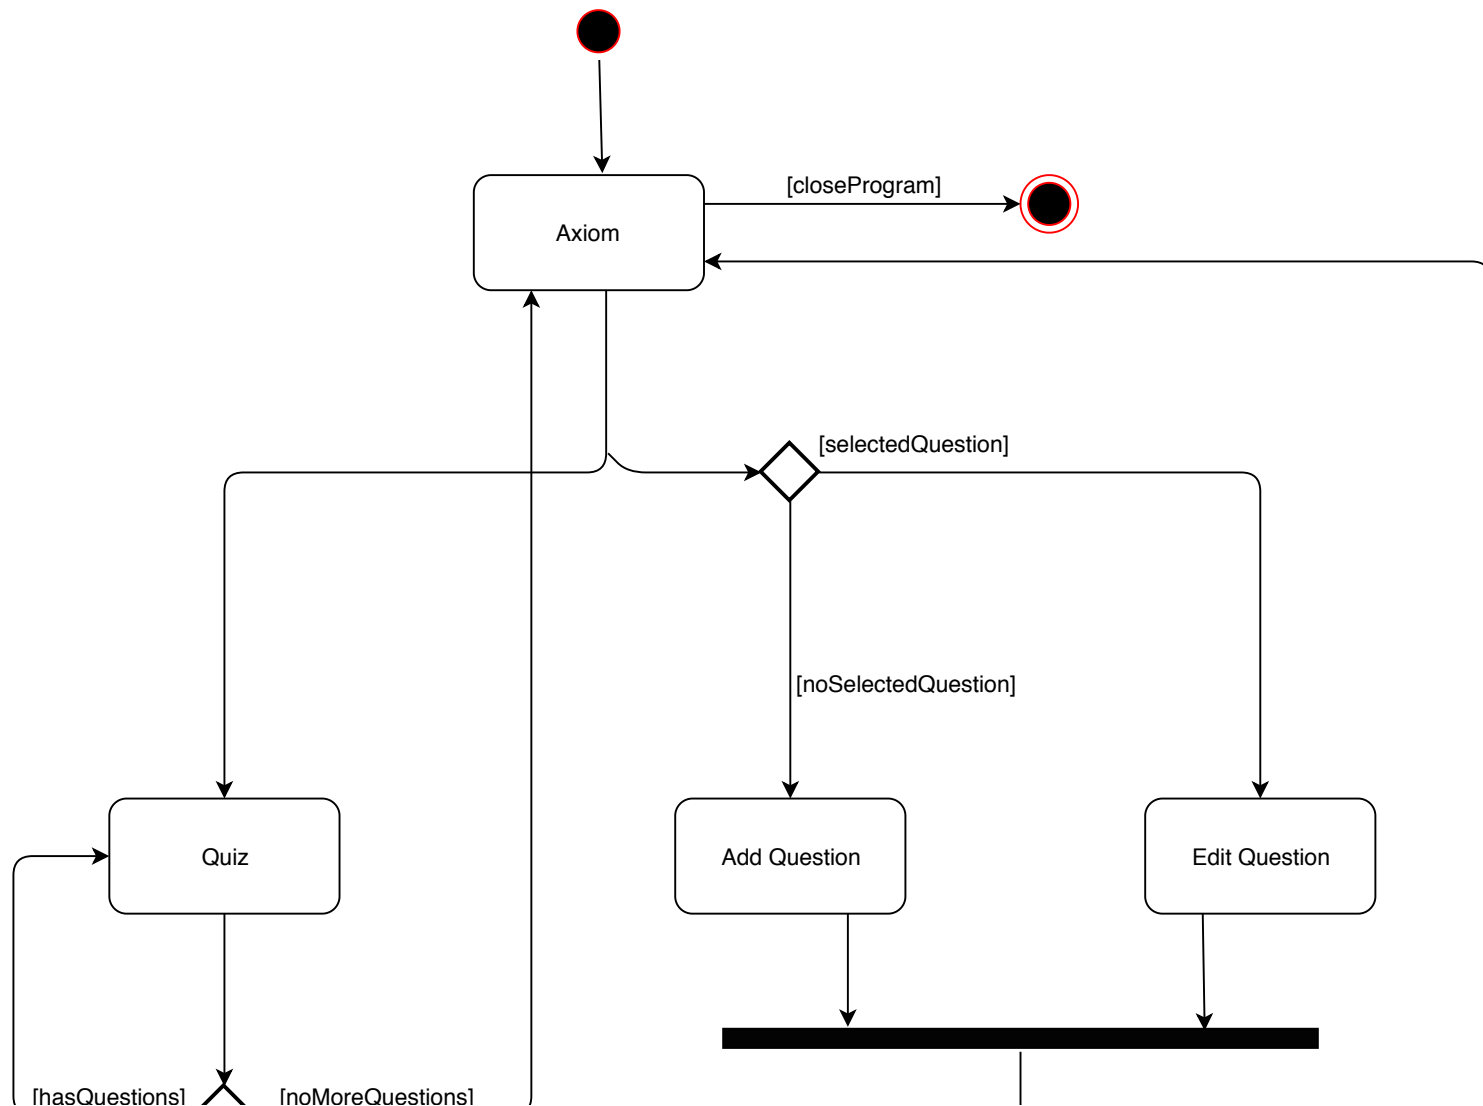 [closeProgram]
Axiom
[selectedQuestion]
[noSelectedQuestion]
Quiz
Add Question
Edit Question
[hasQuestions]
[noMoreQuestions]